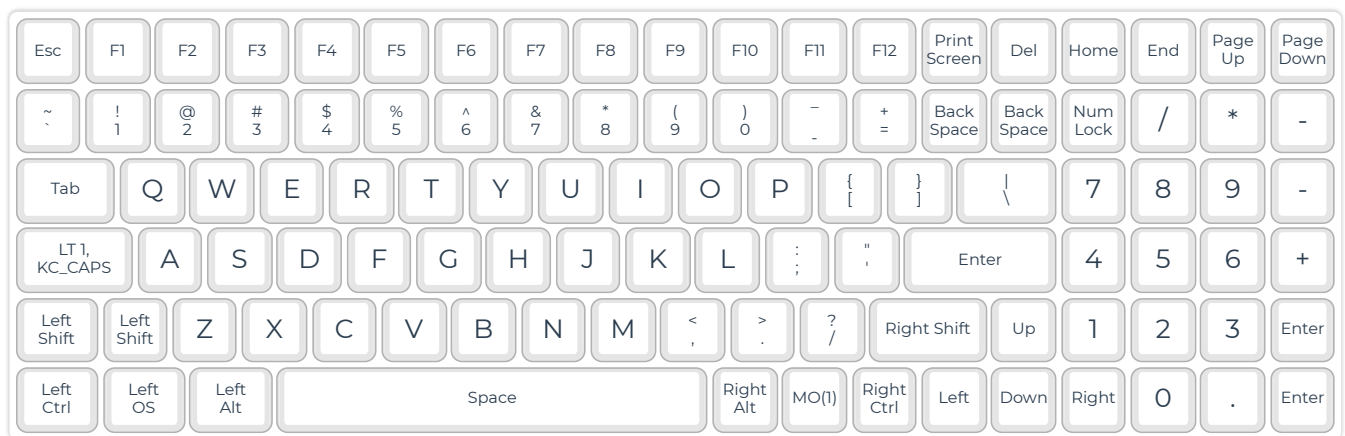 Esc F1 F2 F3 F4 F5 F6 F7 F8 F9 F10 F11 F12 Print Screen Del Home End Page Up Page Down
~ ! @ # $ % ^ & * ( ) _ + Back Space Back Space Num Lock / * -
` 1 2 3 4 5 6 7 8 9 0 - =
Tab Q W E R T Y U I O P { [ } ] | \ 7 8 9 -
LT 1, KC_CAPS A S D F G H J K L : ; " ' Enter 4 5 6 +
Left Shift Left Shift Z X C V B N M < , > . ? / Right Shift Up 1 2 3 Enter
Left Ctrl Left OS Left Alt Space Right Alt MO(1) Right Ctrl Left Down Right 0 . Enter